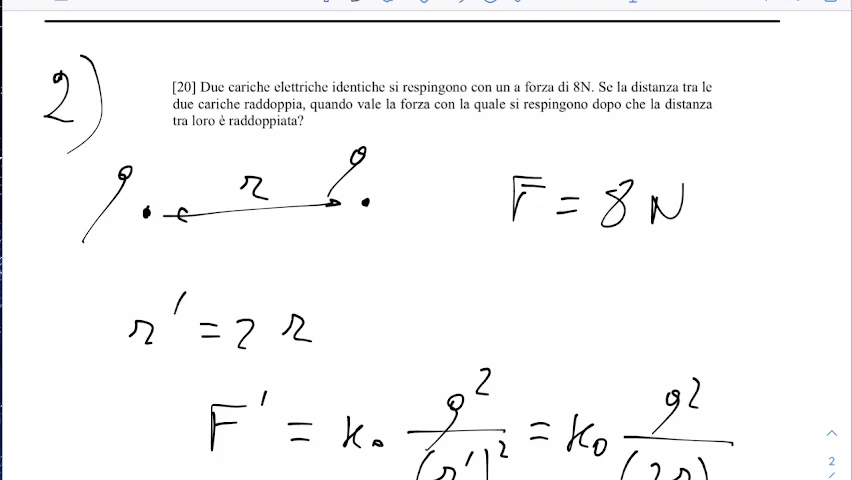 2)
[20] Due cariche elettriche identiche si respingono con un a forza di 8N. Se la distanza tra le
due cariche raddoppia, quando vale la forza con la quale si respingono dopo che la distanza
tra loro è raddoppiata?
q r q
F = 8 N
r' = 2 r
F' = k₀ q² / (r')² = k₀ q² / (2r)
2